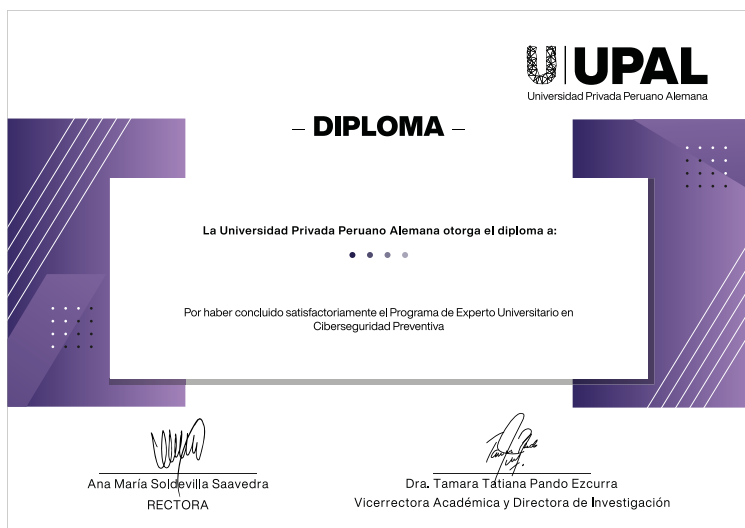 UPAL
Universidad Privada Peruano Alemana
– DIPLOMA –
La Universidad Privada Peruano Alemana otorga el diploma a:
Por haber concluido satisfactoriamente el Programa de Experto Universitario en
Ciberseguridad Preventiva
Ana María Soldevilla Saavedra
RECTORA
Dra. Tamara Tatiana Pando Ezcurra
Vicerrectora Académica y Directora de Investigación